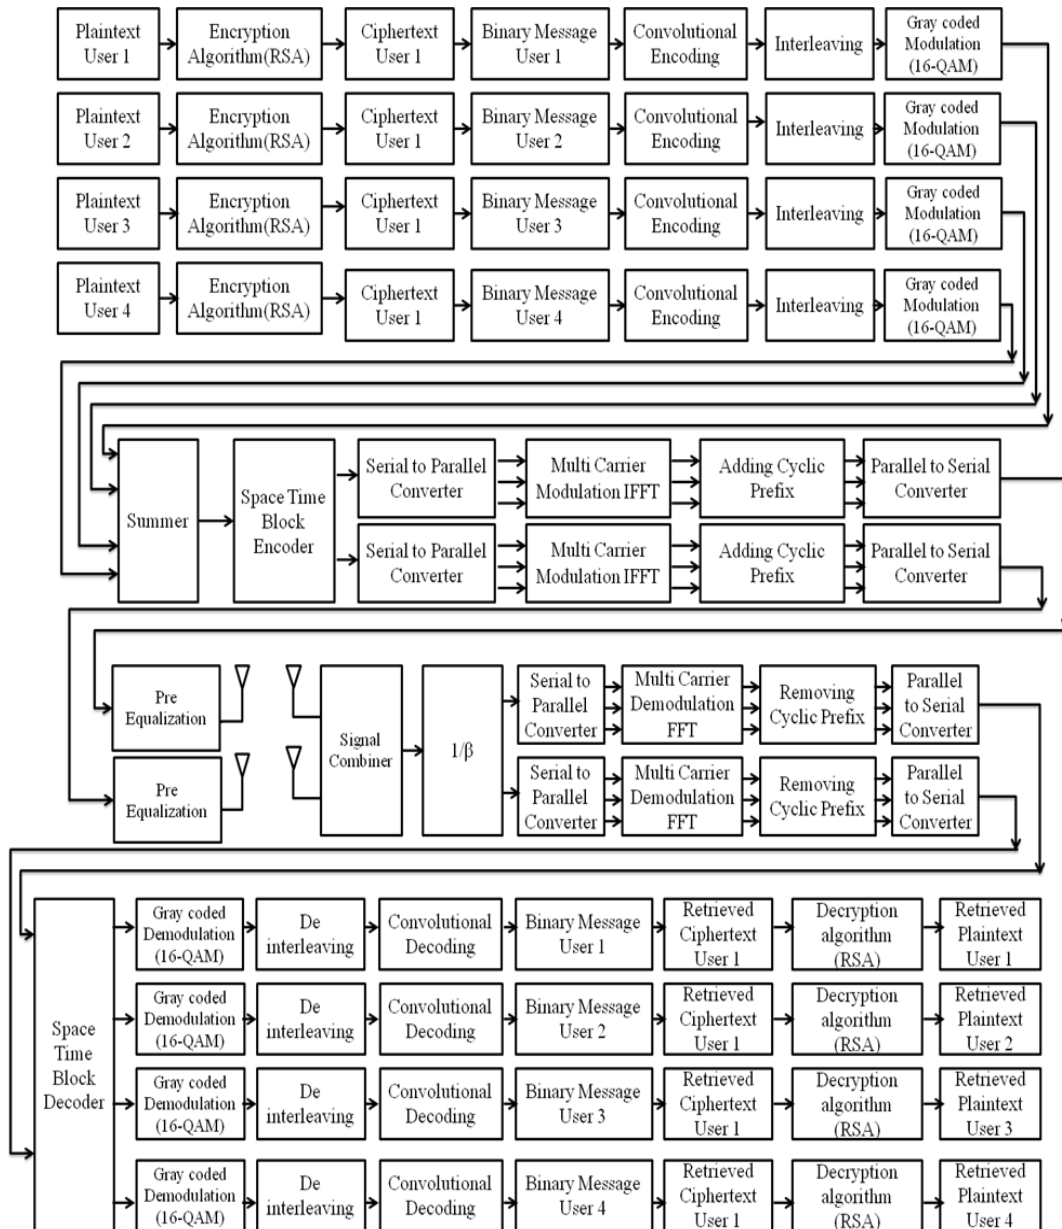 Plaintext
User 1
Encryption
Algorithm(RSA)
Ciphertext
User 1
Binary Message
User 1
Convolutional
Encoding
Interleaving
Gray coded
Modulation
(16-QAM)
Plaintext
User 2
Encryption
Algorithm(RSA)
Ciphertext
User 1
Binary Message
User 2
Convolutional
Encoding
Interleaving
Gray coded
Modulation
(16-QAM)
Plaintext
User 3
Encryption
Algorithm(RSA)
Ciphertext
User 1
Binary Message
User 3
Convolutional
Encoding
Interleaving
Gray coded
Modulation
(16-QAM)
Plaintext
User 4
Encryption
Algorithm(RSA)
Ciphertext
User 1
Binary Message
User 4
Convolutional
Encoding
Interleaving
Gray coded
Modulation
(16-QAM)
Summer
Space Time
Block
Encoder
Serial to Parallel
Converter
Multi Carrier
Modulation IFFT
Adding Cyclic
Prefix
Parallel to Serial
Converter
Serial to Parallel
Converter
Multi Carrier
Modulation IFFT
Adding Cyclic
Prefix
Parallel to Serial
Converter
Pre
Equalization
Pre
Equalization
Signal
Combiner
1/β
Serial to
Parallel
Converter
Multi Carrier
Demodulation
FFT
Removing
Cyclic Prefix
Parallel
to Serial
Converter
Serial to
Parallel
Converter
Multi Carrier
Demodulation
FFT
Removing
Cyclic Prefix
Parallel
to Serial
Converter
Space
Time
Block
Decoder
Gray coded
Demodulation
(16-QAM)
De
interleaving
Convolutional
Decoding
Binary Message
User 1
Retrieved
Ciphertext
User 1
Decryption
algorithm
(RSA)
Retrieved
Plaintext
User 1
Gray coded
Demodulation
(16-QAM)
De
interleaving
Convolutional
Decoding
Binary Message
User 2
Retrieved
Ciphertext
User 1
Decryption
algorithm
(RSA)
Retrieved
Plaintext
User 2
Gray coded
Demodulation
(16-QAM)
De
interleaving
Convolutional
Decoding
Binary Message
User 3
Retrieved
Ciphertext
User 1
Decryption
algorithm
(RSA)
Retrieved
Plaintext
User 3
Gray coded
Demodulation
(16-QAM)
De
interleaving
Convolutional
Decoding
Binary Message
User 4
Retrieved
Ciphertext
User 1
Decryption
algorithm
(RSA)
Retrieved
Plaintext
User 4